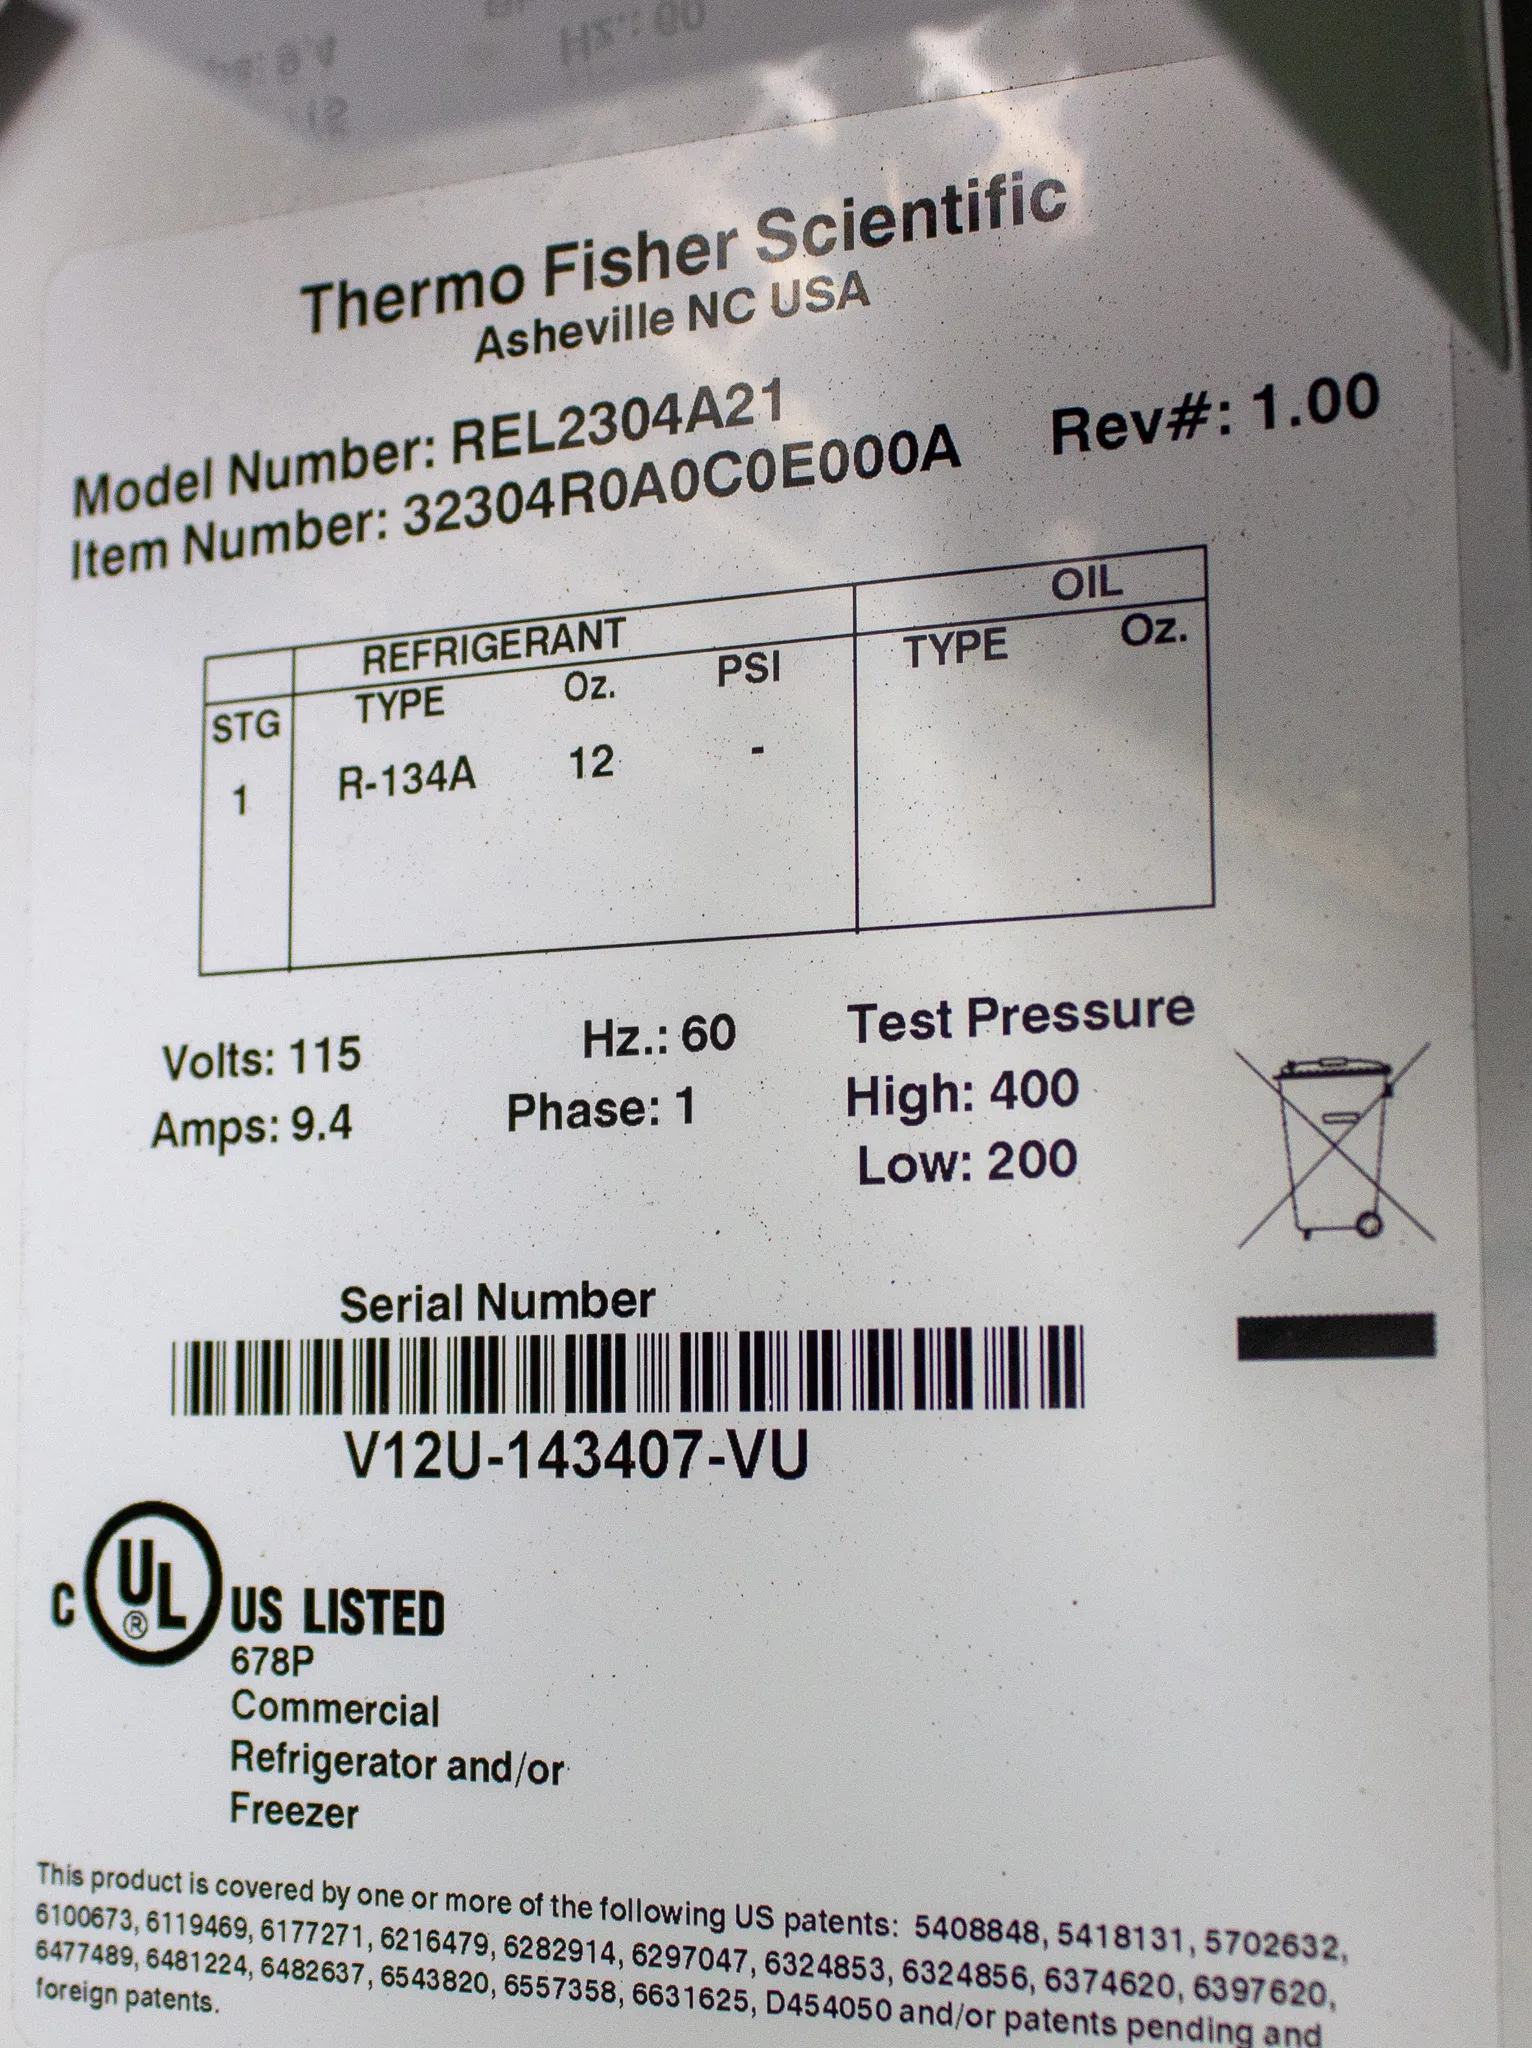 Thermo Fisher Scientific
Asheville NC USA
Model Number: REL2304A21
Item Number: 32304R0A0C0E000A Rev#: 1.00
REFRIGERANT OIL
STG TYPE Oz. PSI TYPE Oz.
1 R-134A 12 -
Volts: 115 Hz.: 60 Test Pressure
Amps: 9.4 Phase: 1 High: 400
Low: 200
Serial Number
V12U-143407-VU
C UL ® US LISTED
678P
Commercial
Refrigerator and/or
Freezer
This product is covered by one or more of the following US patents: 5408848, 5418131, 5702632,
6100673, 6119469, 6177271, 6216479, 6282914, 6297047, 6324853, 6324856, 6374620, 6397620,
6477489, 6481224, 6482637, 6543820, 6557358, 6631625, D454050 and/or patents pending and
foreign patents.